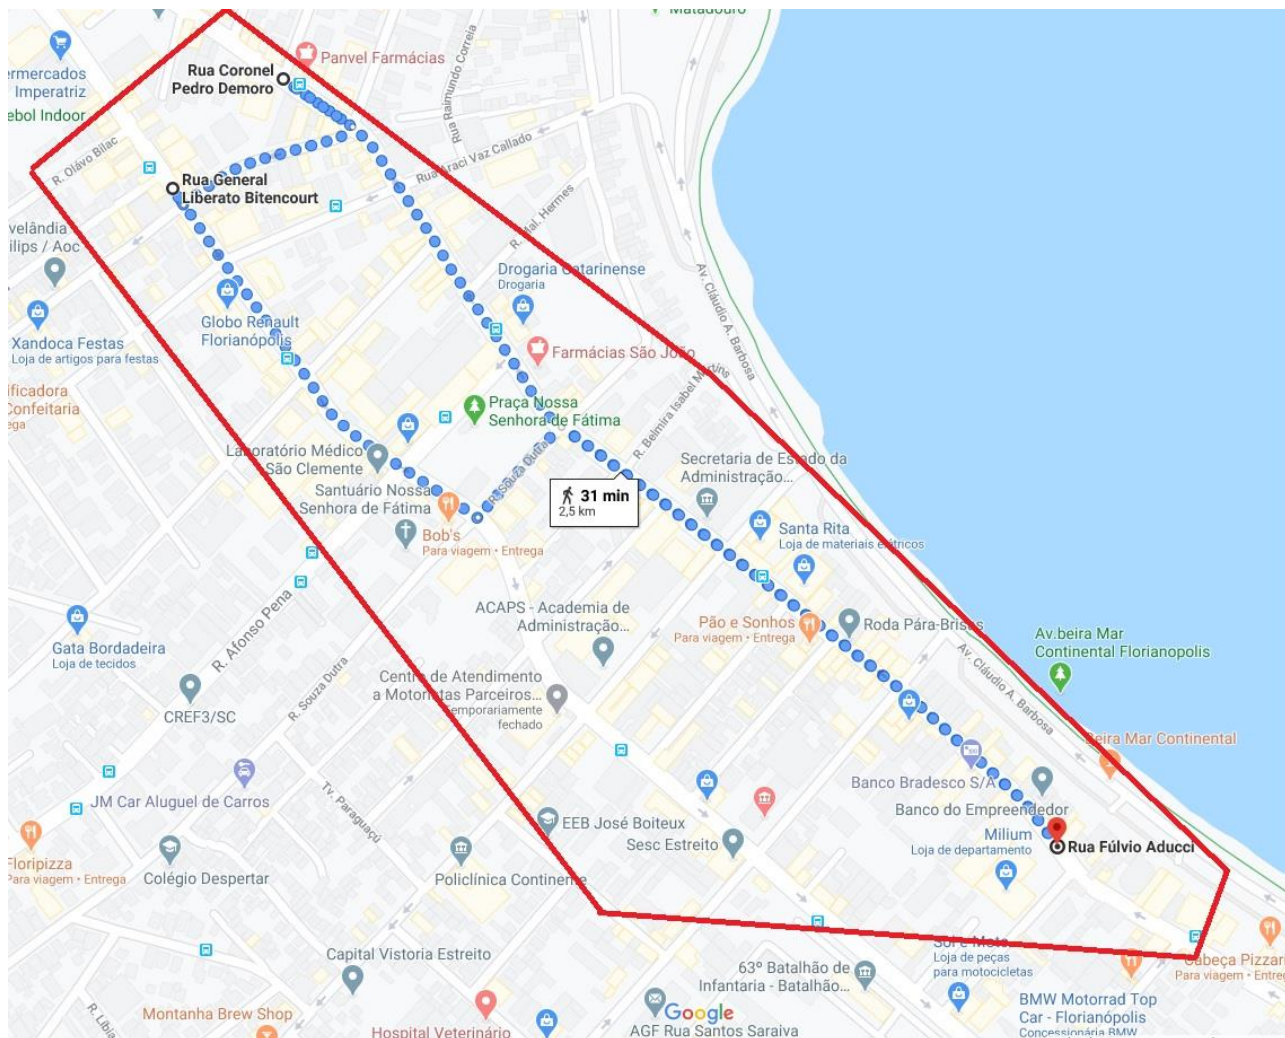 Matadouro
Panvel Farmácias
Rua Coronel
Pedro Demoro
ermercados
Imperatriz
ebol Indoor
Rua Raimundo Correia
R. Olávo Bilac
Rua Araci Vaz Callado
Rua General
Liberato Bitencourt
velândia
ilips / Aoc
R. Mal. Hermes
Drogaria Catarinense
Drogaria
Av. Cláudio A. Barbosa
Globo Renault
Florianópolis
Xandoca Festas
Loja de artigos para festas
Farmácias São João
R. Belmira Isabel Martins
ificadora
Confeitaria
ega
Praça Nossa
Senhora de Fátima
Laboratório Médico
São Clemente
R. Souza Dutra
Secretaria de Estado da
Administração...
Santuário Nossa
Senhora de Fátima
31 min
2,5 km
Bob's
Para viagem • Entrega
Santa Rita
Loja de materiais elétricos
R. Afonso Pena
ACAPS - Academia de
Administração...
Pão e Sonhos
Para viagem • Entrega
Roda Pára-Brisas
Gata Bordadeira
Loja de tecidos
Av.beira Mar
Continental Florianopolis
Av. Cláudio A. Barbosa
R. Souza Dutra
Centro de Atendimento
a Motoristas Parceiros...
Temporariamente
fechado
CREF3/SC
Beira Mar Continental
Banco Bradesco S/A
JM Car Aluguel de Carros
Tv. Paraguaçú
Banco do Empreendedor
EEB José Boiteux
Sesc Estreito
Milium
Loja de departamento
Rua Fúlvio Aducci
Floripizza
Para viagem • Entrega
Colégio Despertar
Policlínica Continente
Capital Vistoria Estreito
Sol e Moto
Loja de peças
para motocicletas
Cabeça Pizzari
Para viagem • Entreg
63º Batalhão de
Infantaria - Batalhão...
BMW Motorrad Top
Car - Florianópolis
Concessionária BMW
R. Líbia
Montanha Brew Shop
Hospital Veterinário
Google
AGF Rua Santos Saraiva